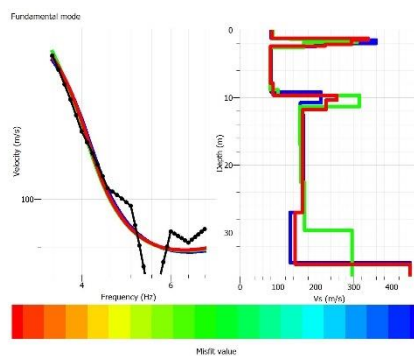 Fundamental mode
Velocity (m/s)
100
4
6
Frequency (Hz)
Depth (m)
0
10
20
30
0
100
200
300
400
Vs (m/s)
Misfit value